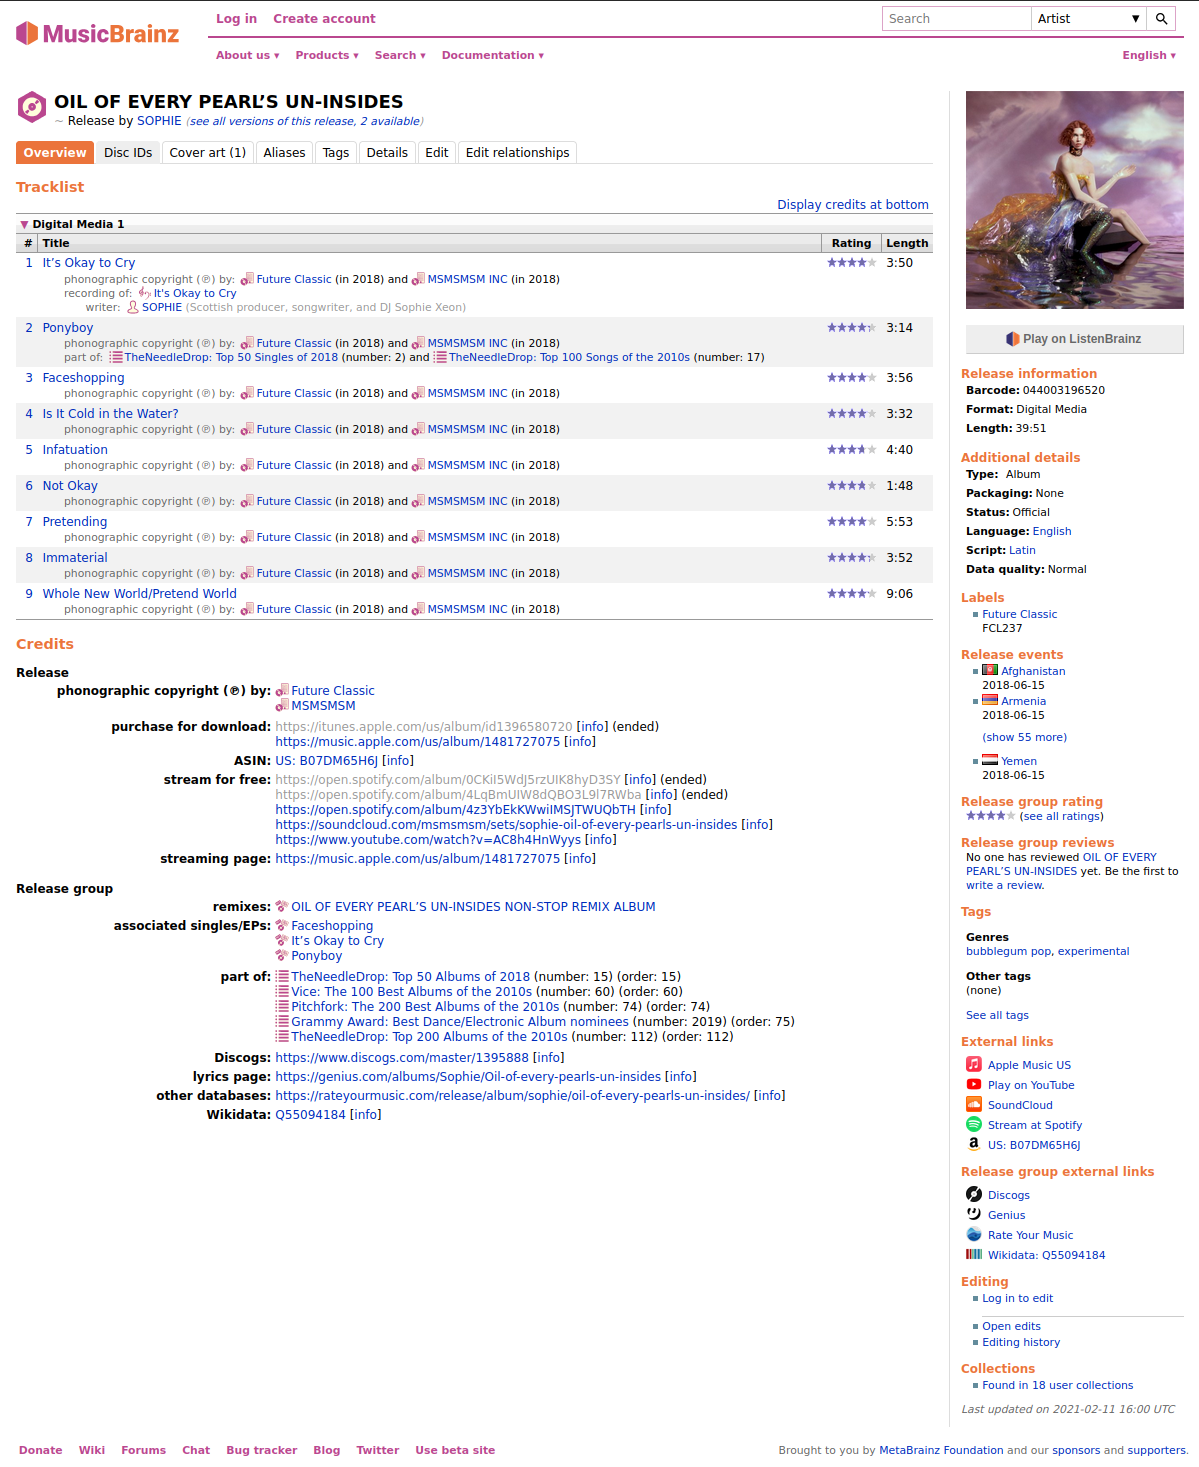 MusicBrainz
Log in Create account
Search Artist ▼
About us ▾ Products ▾ Search ▾ Documentation ▾ English ▾
OIL OF EVERY PEARL’S UN-INSIDES
~ Release by SOPHIE (see all versions of this release, 2 available)
Overview Disc IDs Cover art (1) Aliases Tags Details Edit Edit relationships
Tracklist
Display credits at bottom
▼ Digital Media 1
# Title Rating Length
1 It’s Okay to Cry 3:50
phonographic copyright (℗) by: Future Classic (in 2018) and MSMSMSM INC (in 2018)
recording of: It's Okay to Cry
writer: SOPHIE (Scottish producer, songwriter, and DJ Sophie Xeon)
2 Ponyboy 3:14
phonographic copyright (℗) by: Future Classic (in 2018) and MSMSMSM INC (in 2018)
part of: TheNeedleDrop: Top 50 Singles of 2018 (number: 2) and TheNeedleDrop: Top 100 Songs of the 2010s (number: 17)
3 Faceshopping 3:56
phonographic copyright (℗) by: Future Classic (in 2018) and MSMSMSM INC (in 2018)
4 Is It Cold in the Water? 3:32
phonographic copyright (℗) by: Future Classic (in 2018) and MSMSMSM INC (in 2018)
5 Infatuation 4:40
phonographic copyright (℗) by: Future Classic (in 2018) and MSMSMSM INC (in 2018)
6 Not Okay 1:48
phonographic copyright (℗) by: Future Classic (in 2018) and MSMSMSM INC (in 2018)
7 Pretending 5:53
phonographic copyright (℗) by: Future Classic (in 2018) and MSMSMSM INC (in 2018)
8 Immaterial 3:52
phonographic copyright (℗) by: Future Classic (in 2018) and MSMSMSM INC (in 2018)
9 Whole New World/Pretend World 9:06
phonographic copyright (℗) by: Future Classic (in 2018) and MSMSMSM INC (in 2018)
Credits
Release
phonographic copyright (℗) by: Future Classic
MSMSMSM
purchase for download: https://itunes.apple.com/us/album/id1396580720 [info] (ended)
https://music.apple.com/us/album/1481727075 [info]
ASIN: US: B07DM65H6J [info]
stream for free: https://open.spotify.com/album/0CKiI5WdJ5rzUIK8hyD3SY [info] (ended)
https://open.spotify.com/album/4LqBmUIW8dQBO3L9l7RWba [info] (ended)
https://open.spotify.com/album/4z3YbEkKWwiIMSJTWUQbTH [info]
https://soundcloud.com/msmsmsm/sets/sophie-oil-of-every-pearls-un-insides [info]
https://www.youtube.com/watch?v=AC8h4HnWyys [info]
streaming page: https://music.apple.com/us/album/1481727075 [info]
Release group
remixes: OIL OF EVERY PEARL’S UN-INSIDES NON-STOP REMIX ALBUM
associated singles/EPs: Faceshopping
It’s Okay to Cry
Ponyboy
part of: TheNeedleDrop: Top 50 Albums of 2018 (number: 15) (order: 15)
Vice: The 100 Best Albums of the 2010s (number: 60) (order: 60)
Pitchfork: The 200 Best Albums of the 2010s (number: 74) (order: 74)
Grammy Award: Best Dance/Electronic Album nominees (number: 2019) (order: 75)
TheNeedleDrop: Top 200 Albums of the 2010s (number: 112) (order: 112)
Discogs: https://www.discogs.com/master/1395888 [info]
lyrics page: https://genius.com/albums/Sophie/Oil-of-every-pearls-un-insides [info]
other databases: https://rateyourmusic.com/release/album/sophie/oil-of-every-pearls-un-insides/ [info]
Wikidata: Q55094184 [info]
Play on ListenBrainz
Release information
Barcode: 044003196520
Format: Digital Media
Length: 39:51
Additional details
Type: Album
Packaging: None
Status: Official
Language: English
Script: Latin
Data quality: Normal
Labels
Future Classic
FCL237
Release events
Afghanistan
2018-06-15
Armenia
2018-06-15
(show 55 more)
Yemen
2018-06-15
Release group rating
(see all ratings)
Release group reviews
No one has reviewed OIL OF EVERY
PEARL’S UN-INSIDES yet. Be the first to
write a review.
Tags
Genres
bubblegum pop, experimental
Other tags
(none)
See all tags
External links
Apple Music US
Play on YouTube
SoundCloud
Stream at Spotify
US: B07DM65H6J
Release group external links
Discogs
Genius
Rate Your Music
Wikidata: Q55094184
Editing
Log in to edit
Open edits
Editing history
Collections
Found in 18 user collections
Last updated on 2021-02-11 16:00 UTC
Donate Wiki Forums Chat Bug tracker Blog Twitter Use beta site
Brought to you by MetaBrainz Foundation and our sponsors and supporters.